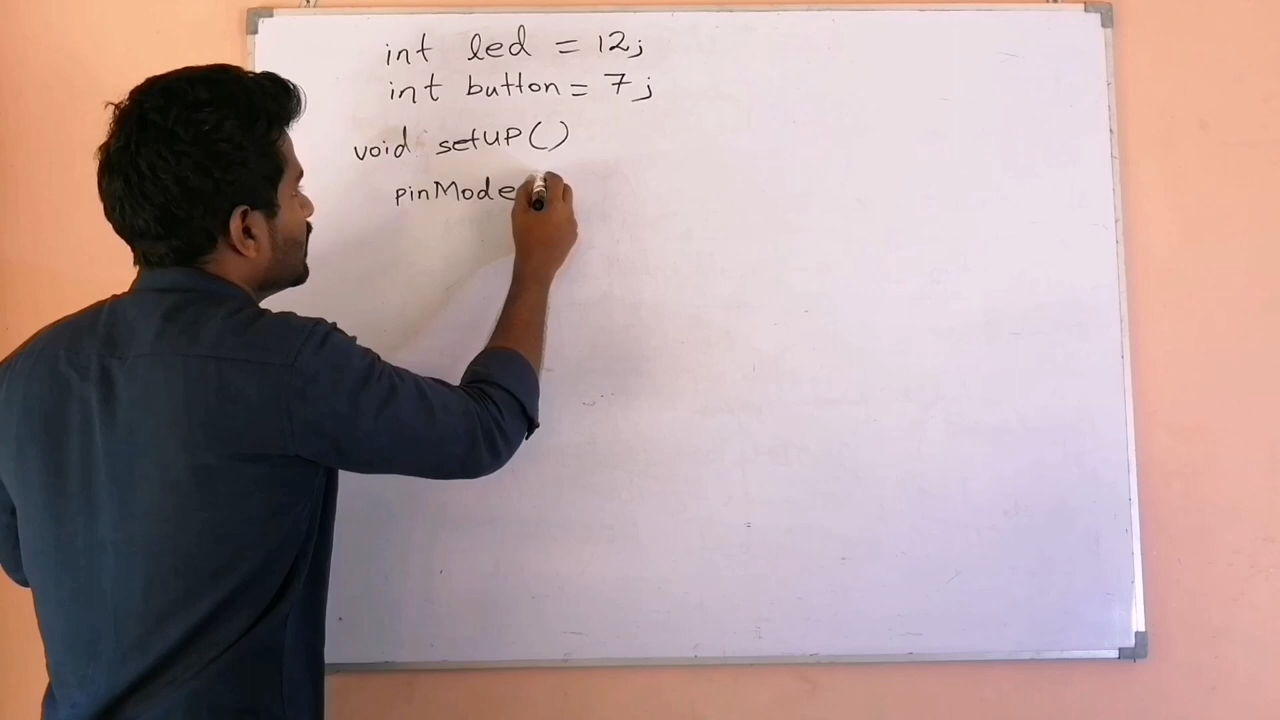 int led = 12;
int button = 7;
void setUP()
pinMode